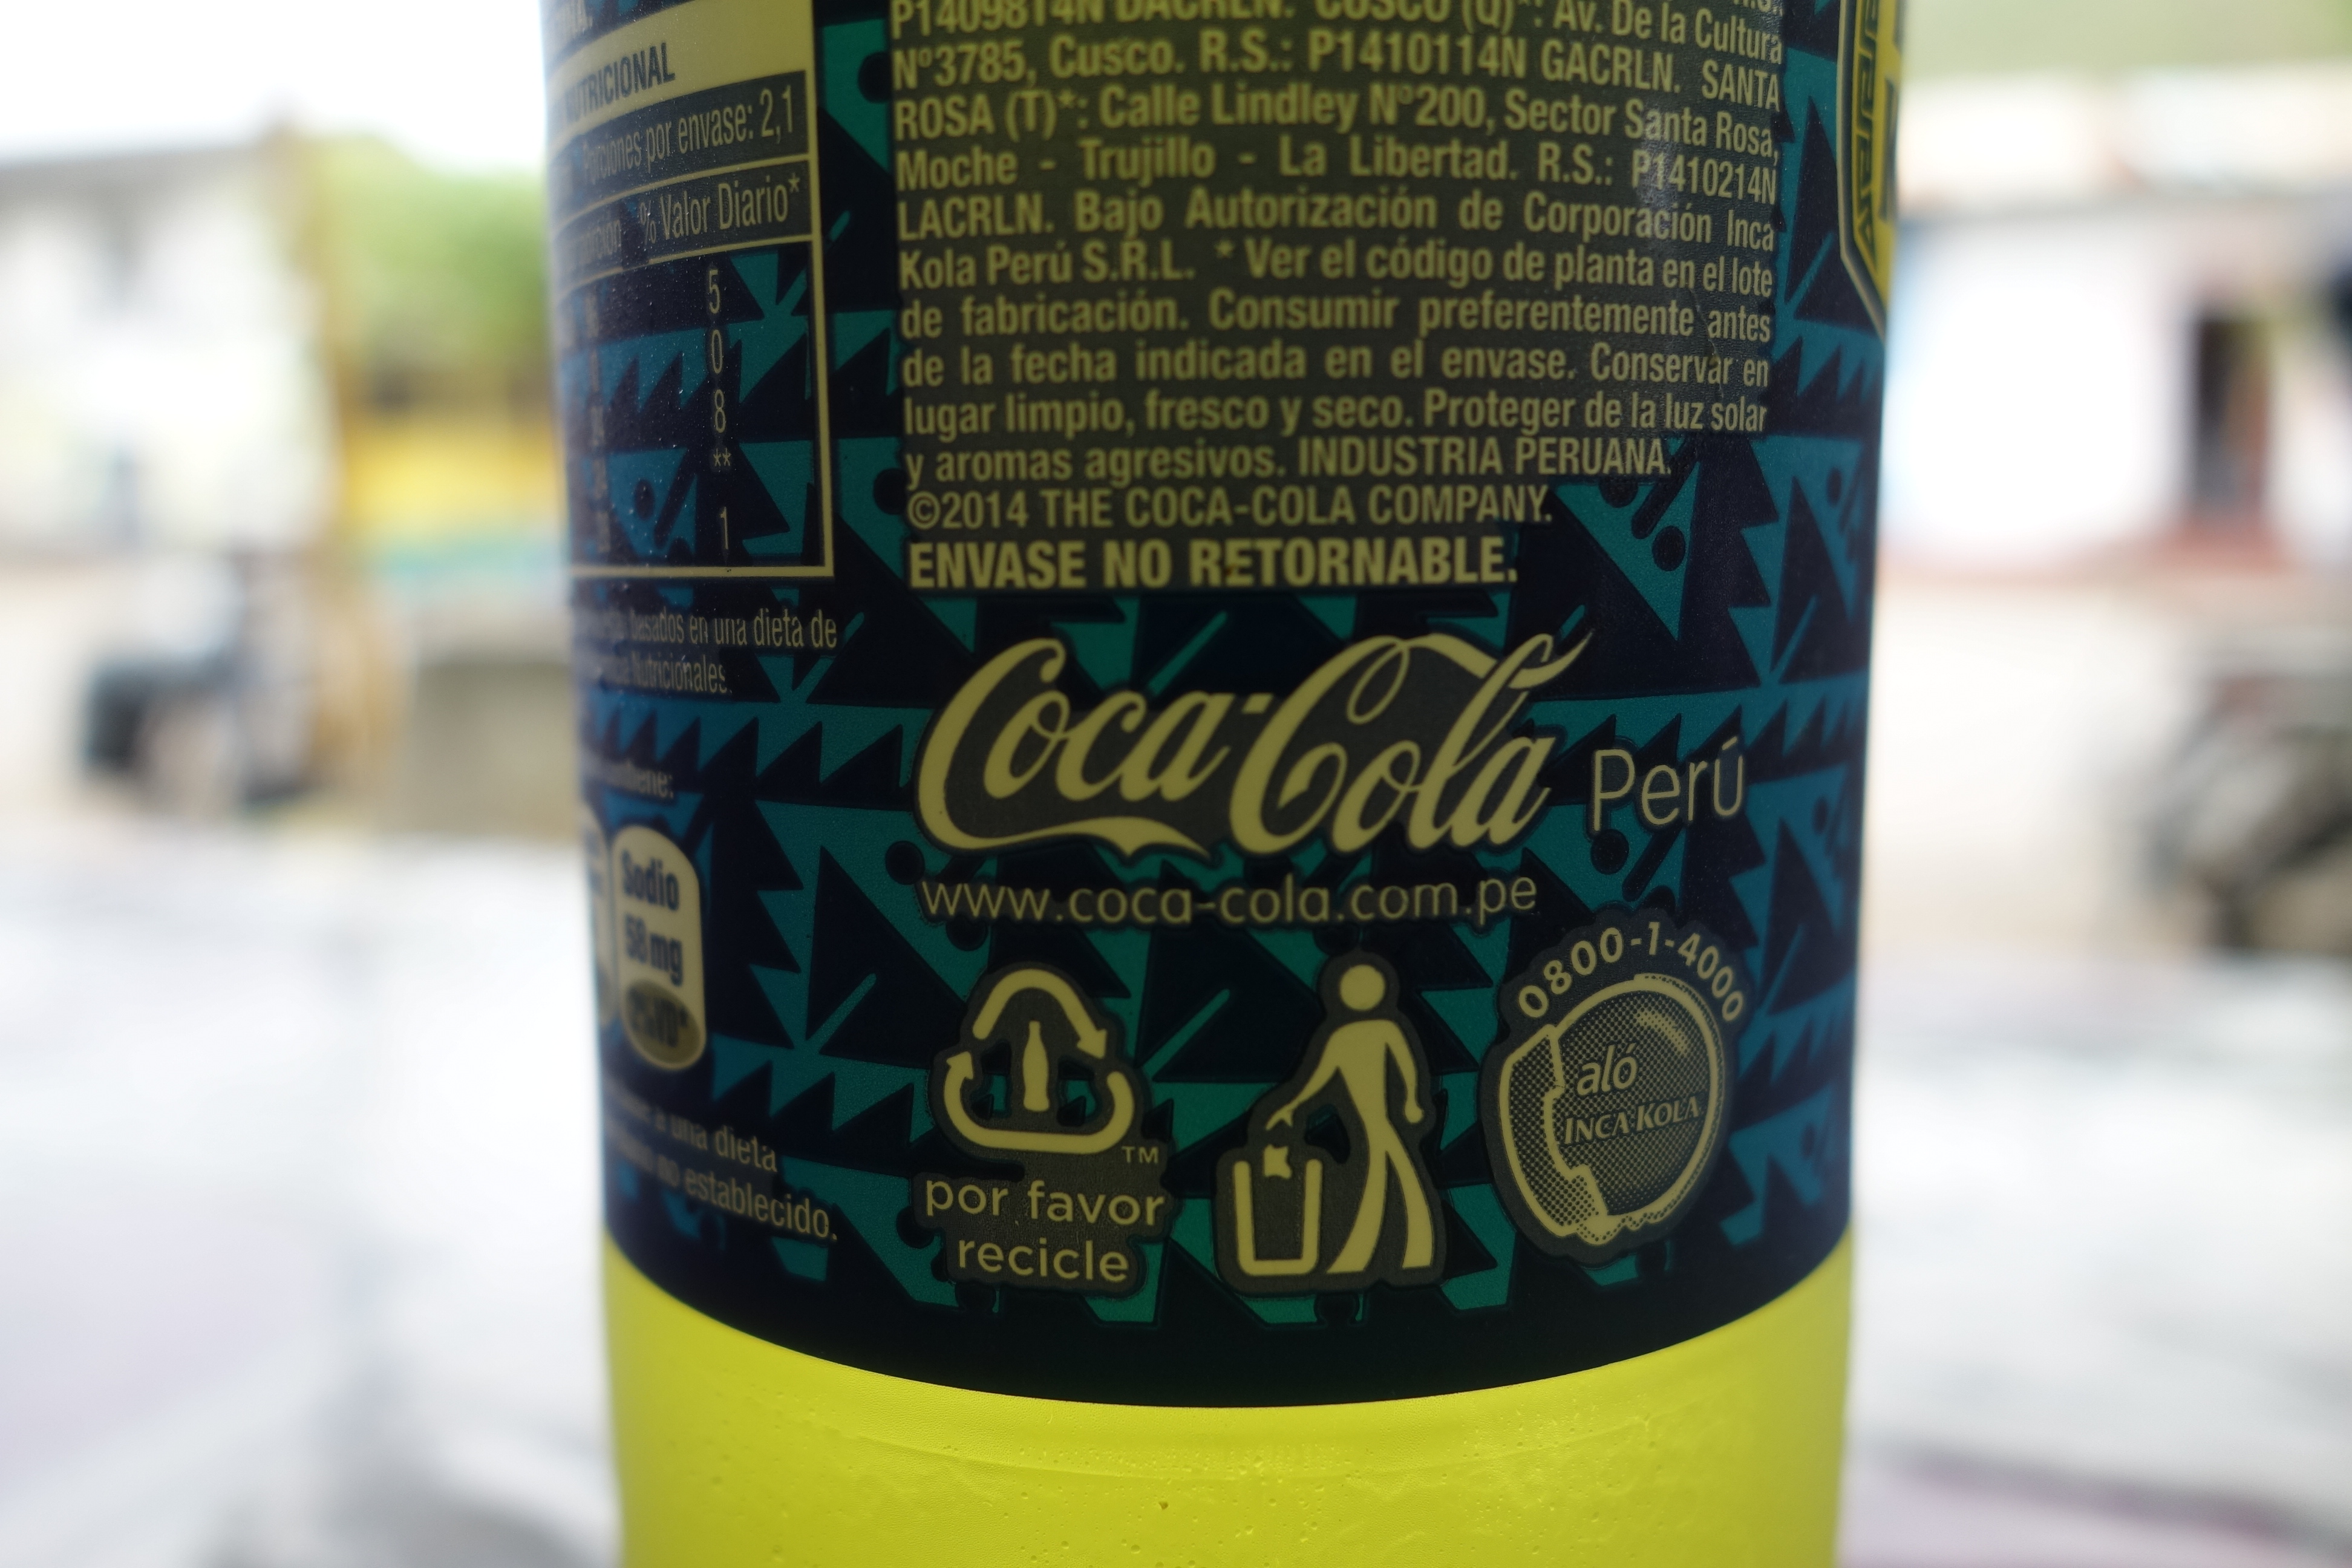 NUTRICIONAL
Porciones por envase: 2,1
% Valor Diario*
5
0
8
**
1
basados en una dieta de
Nutricionales.
Sodio
58mg
a una dieta
no establecido.
P1409814N DACRLN. CUSCO (Q)*: Av. De la Cultura
N°3785, Cusco. R.S.: P1410114N GACRLN. SANTA
ROSA (T)*: Calle Lindley N°200, Sector Santa Rosa,
Moche - Trujillo - La Libertad. R.S.: P1410214N
LACRLN. Bajo Autorización de Corporación Inca
Kola Perú S.R.L. * Ver el código de planta en el lote
de fabricación. Consumir preferentemente antes
de la fecha indicada en el envase. Conservar en
lugar limpio, fresco y seco. Proteger de la luz solar
y aromas agresivos. INDUSTRIA PERUANA.
©2014 THE COCA-COLA COMPANY.
ENVASE NO RETORNABLE.
Coca-Cola Perú
www.coca-cola.com.pe
TM
por favor
recicle
0800-1-4000
aló
INCA KOLA